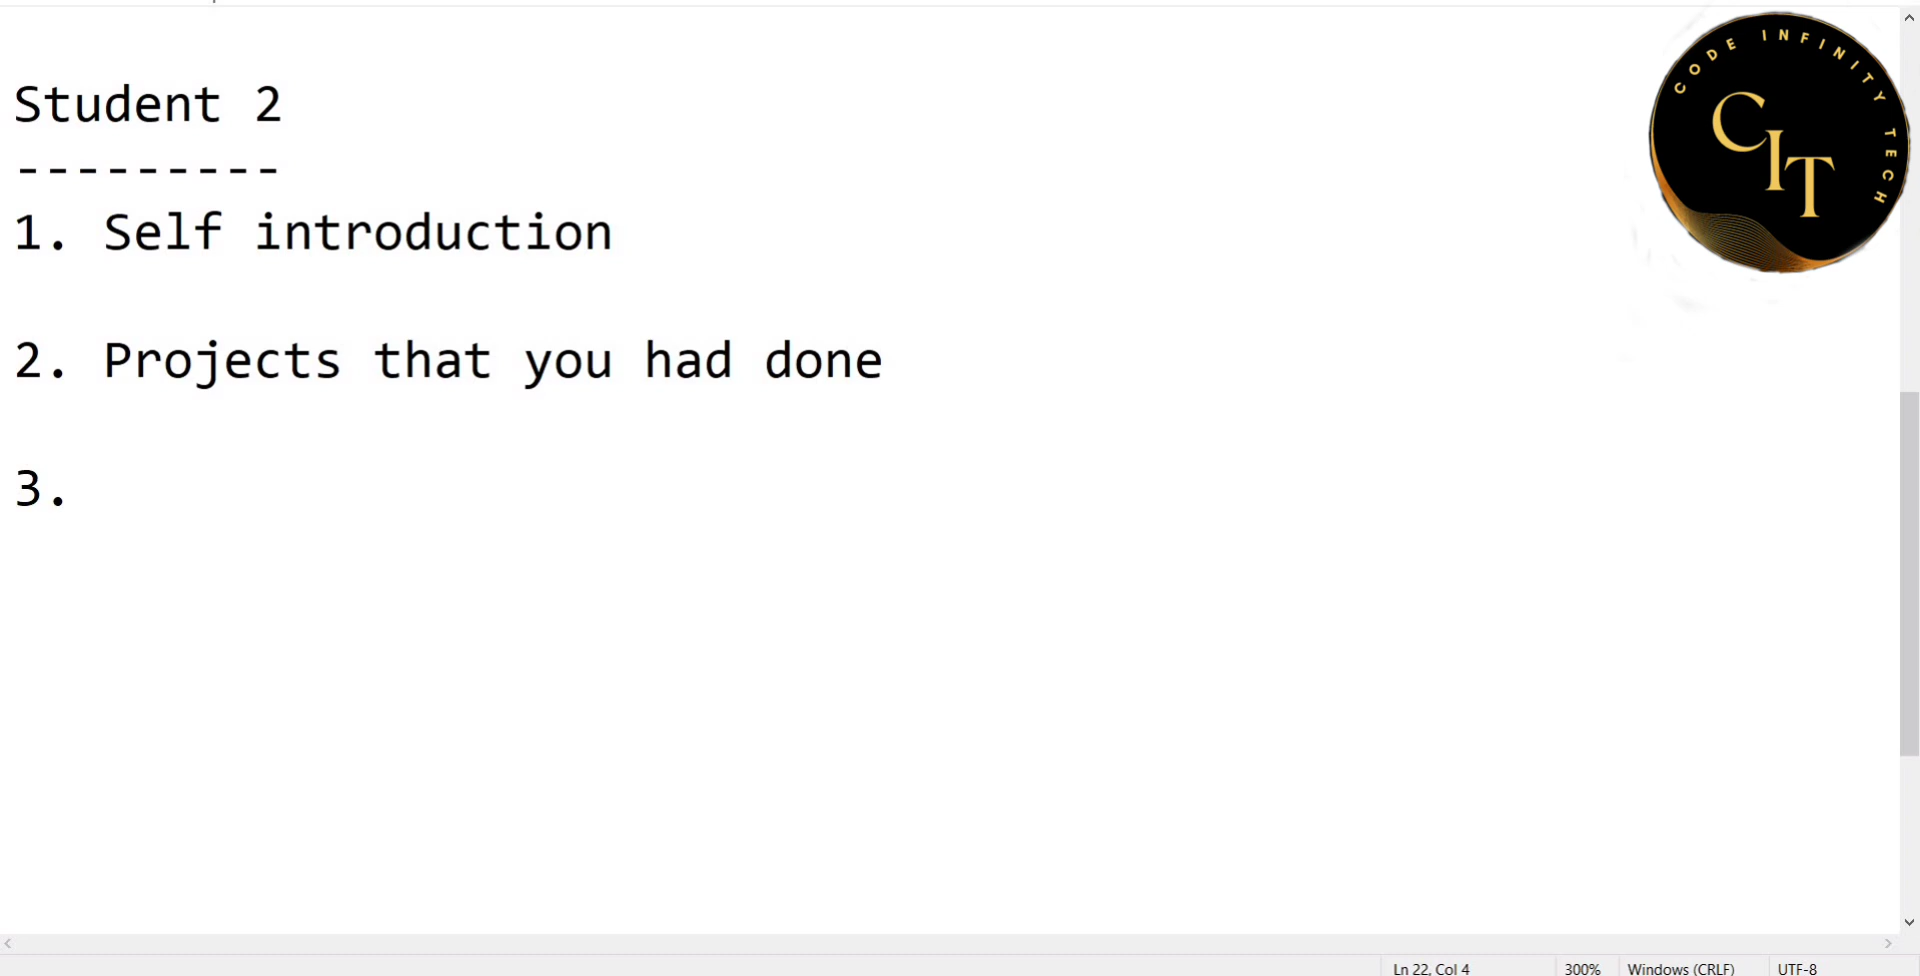 Student 2
---------
1. Self introduction
2. Projects that you had done
3.
CODE INFINITY TECH
CIT
Ln 22, Col 4
300%
Windows (CRLF)
UTF-8